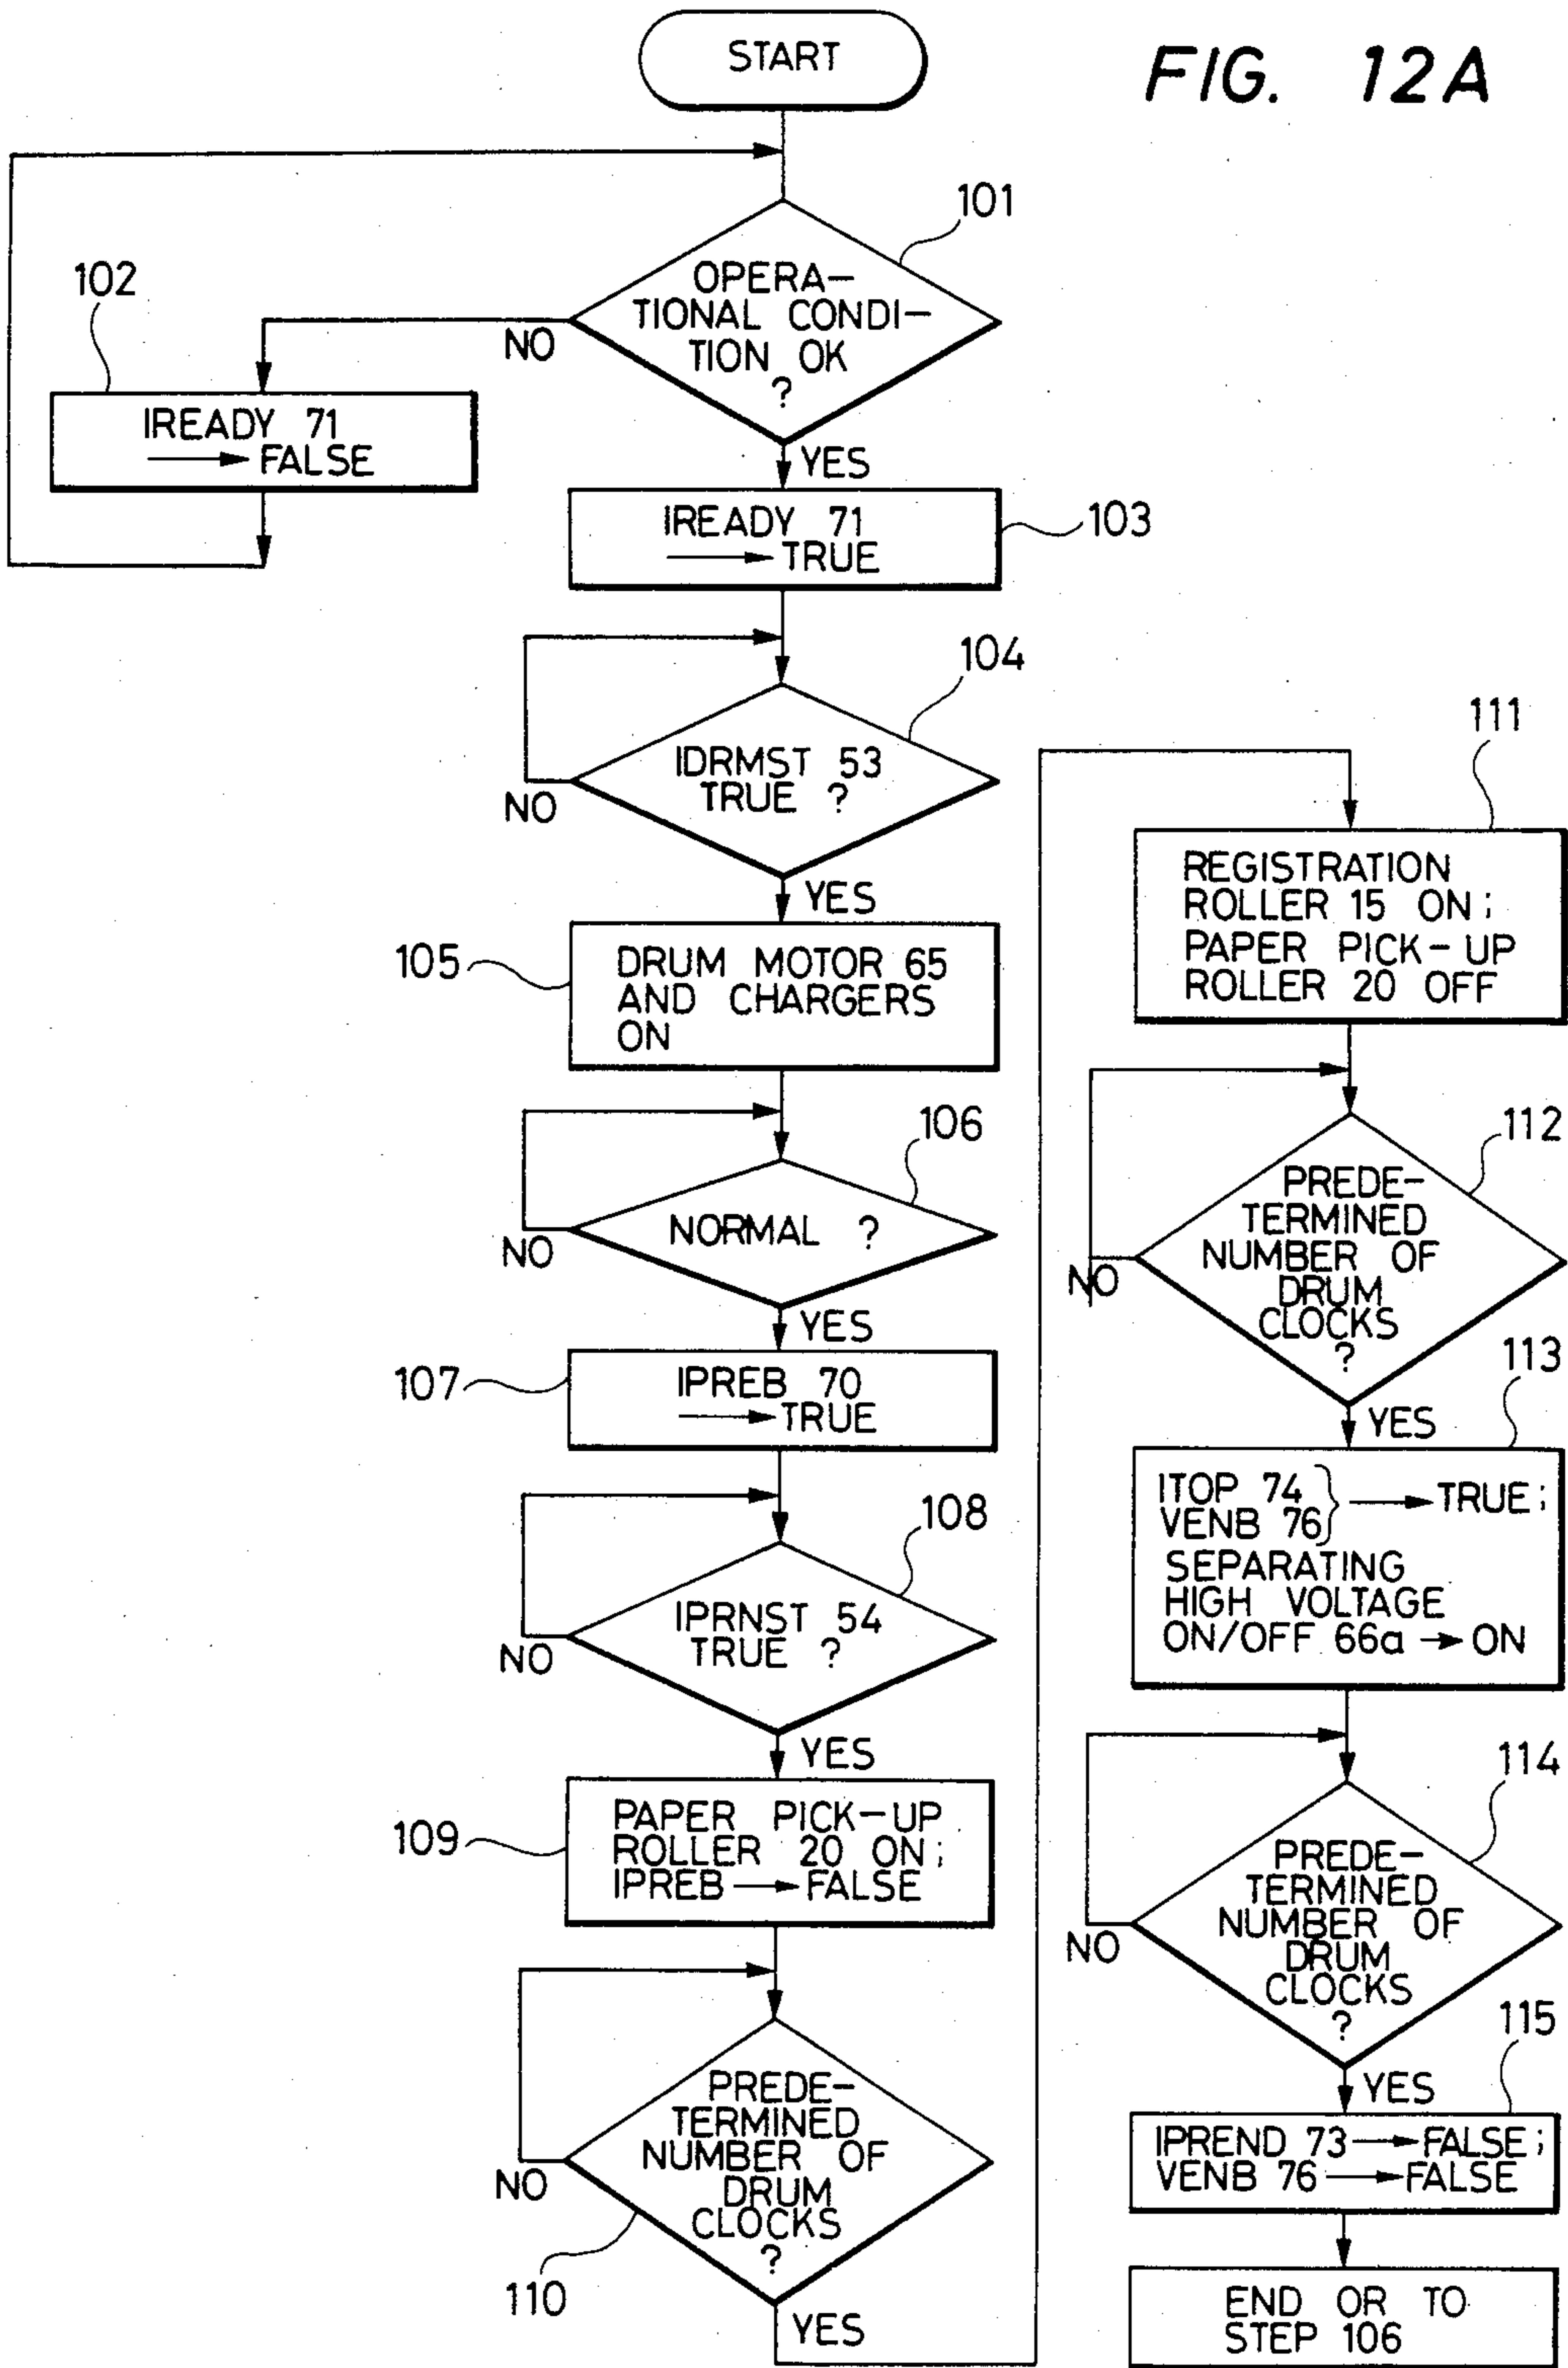 FIG. 12A
START
101
OPERA-
TIONAL CONDI-
TION OK
?
NO
YES
102
IREADY 71
→ FALSE
IREADY 71
→ TRUE
103
104
IDRMST 53
TRUE ?
NO
YES
105
DRUM MOTOR 65
AND CHARGERS
ON
106
NORMAL ?
NO
YES
107
IPREB 70
→ TRUE
108
IPRNST 54
TRUE ?
NO
YES
109
PAPER PICK-UP
ROLLER 20 ON;
IPREB → FALSE
PREDE-
TERMINED
NUMBER OF
DRUM
CLOCKS
?
NO
110
YES
111
REGISTRATION
ROLLER 15 ON;
PAPER PICK-UP
ROLLER 20 OFF
112
PREDE-
TERMINED
NUMBER OF
DRUM
CLOCKS
?
NO
YES
113
ITOP 74
VENB 76} → TRUE;
SEPARATING
HIGH VOLTAGE
ON/OFF 66a → ON
114
PREDE-
TERMINED
NUMBER OF
DRUM
CLOCKS
?
NO
YES
115
IPREND 73 → FALSE;
VENB 76 → FALSE
END OR TO
STEP 106